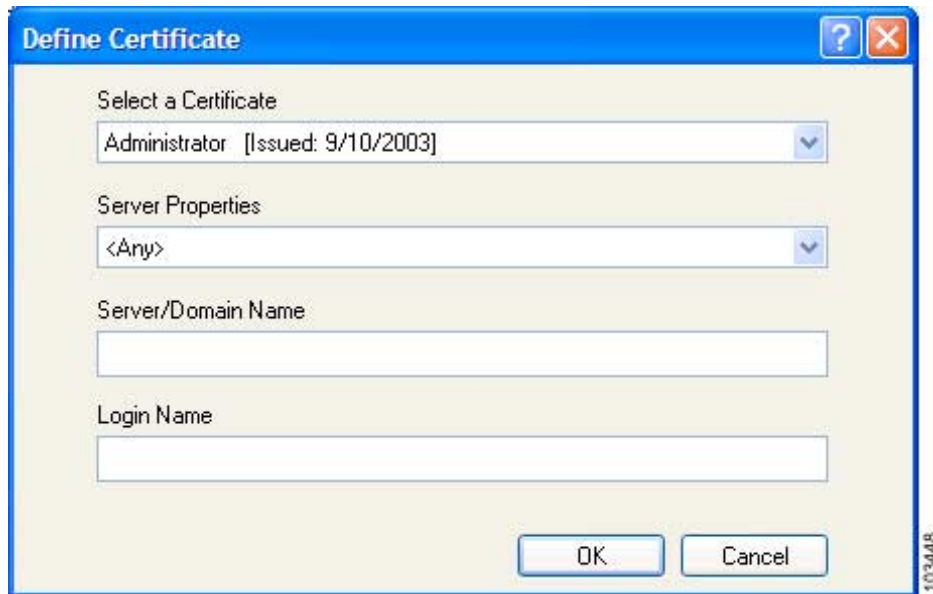 Define Certificate
?
Select a Certificate
Administrator [Issued: 9/10/2003]
Server Properties
<Any>
Server/Domain Name
Login Name
OK
Cancel
103448